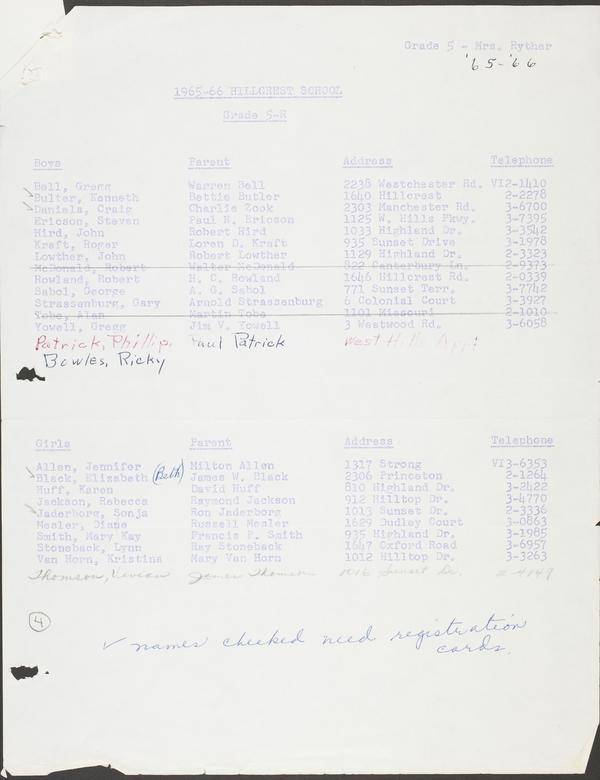 Grade 5 - Mrs. Ryther
'65-'66
1965-66 HILLCREST SCHOOL
Grade 5-R
Boys Parent Address Telephone
Bell, Gregg Warren Bell 2238 Westchester Rd. VI2-1410
✓ Bulter, Kenneth Bettie Butler 1640 Hillcrest 2-2278
✓ Daniels, Craig Charlie Zook 2303 Manchester Rd. 3-6700
Ericson, Steven Paul N. Ericson 1125 W. Hills Pkwy. 3-7395
Hird, John Robert Hird 1033 Highland Dr. 3-3542
Kraft, Roger Loren D. Kraft 935 Sunset Drive 3-1978
Lowther, John Robert Lowther 1129 Highland Dr. 2-3323
McDonald, Robert Walter McDonald 822 Canterbury Ln. 2-9373
Rowland, Robert H. C. Rowland 1646 Hillcrest Rd. 2-0339
Sabol, George A. G. Sabol 771 Sunset Terr. 3-7742
Strassenburg, Gary Arnold Strassenburg 6 Colonial Court 3-3927
Tobe, Alan Martin Tobe 1101 Missouri 2-1010
Yowell, Gregg Jim V. Yowell 3 Westwood Rd. 3-6058
Patrick, Phillip, Paul Patrick West Hills
Bowles, Ricky
Girls Parent Address Telephone
Allen, Jennifer Milton Allen 1317 Strong VI3-6353
✓ Black, Elizabeth (Beth) James W. Black 2306 Princeton 2-1264
Huff, Karen David Huff 810 Highland Dr. 3-2422
Jackson, Rebecca Raymond Jackson 912 Hilltop Dr. 3-4770
✓ Jaderborg, Sonja Ron Jaderborg 1013 Sunset Dr. 2-3336
Mesler, Diane Russell Mesler 1629 Dudley Court 3-0863
Smith, Mary Kay Francis P. Smith 935 Highland Dr. 3-1985
Stoneback, Lynn Ray Stoneback 1647 Oxford Road 3-6957
Van Horn, Kristina Mary Van Horn 1012 Hilltop Dr. 3-3263
Thomson, Vivian James Thomson 1016 Sunset Dr. 2-4149
4
✓ names checked need registration
cards.